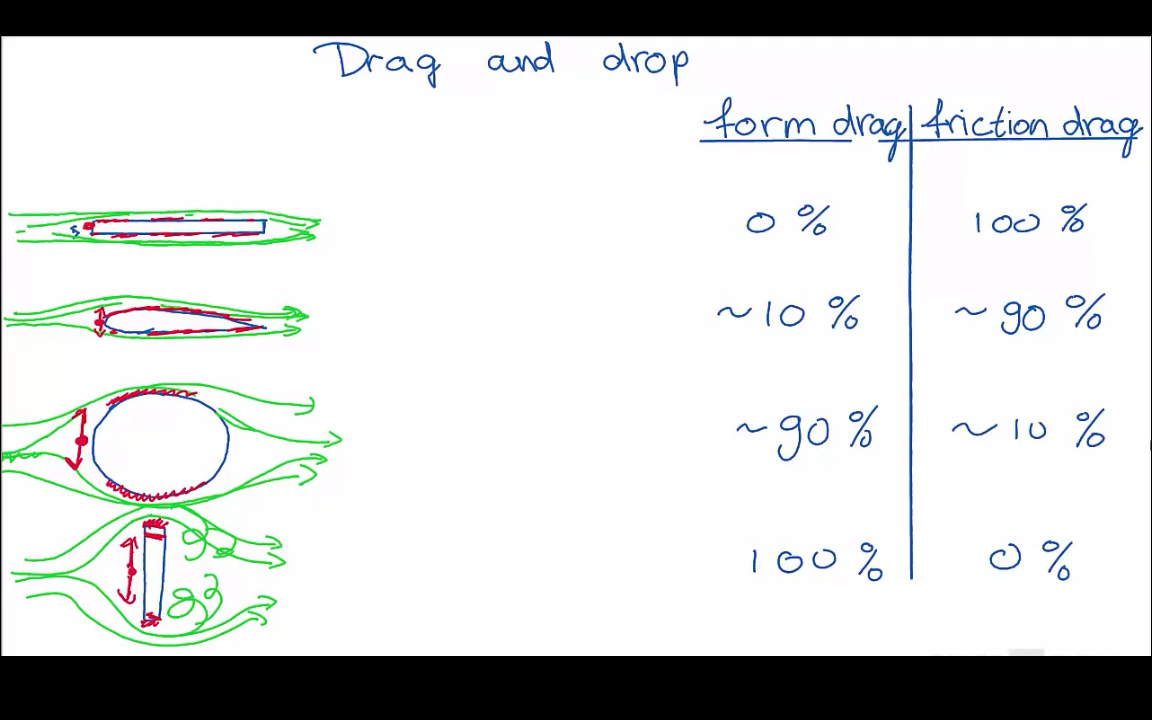 Drag and drop
form drag friction drag
0 % 100 %
~10 % ~90 %
~90 % ~10 %
100 % 0 %